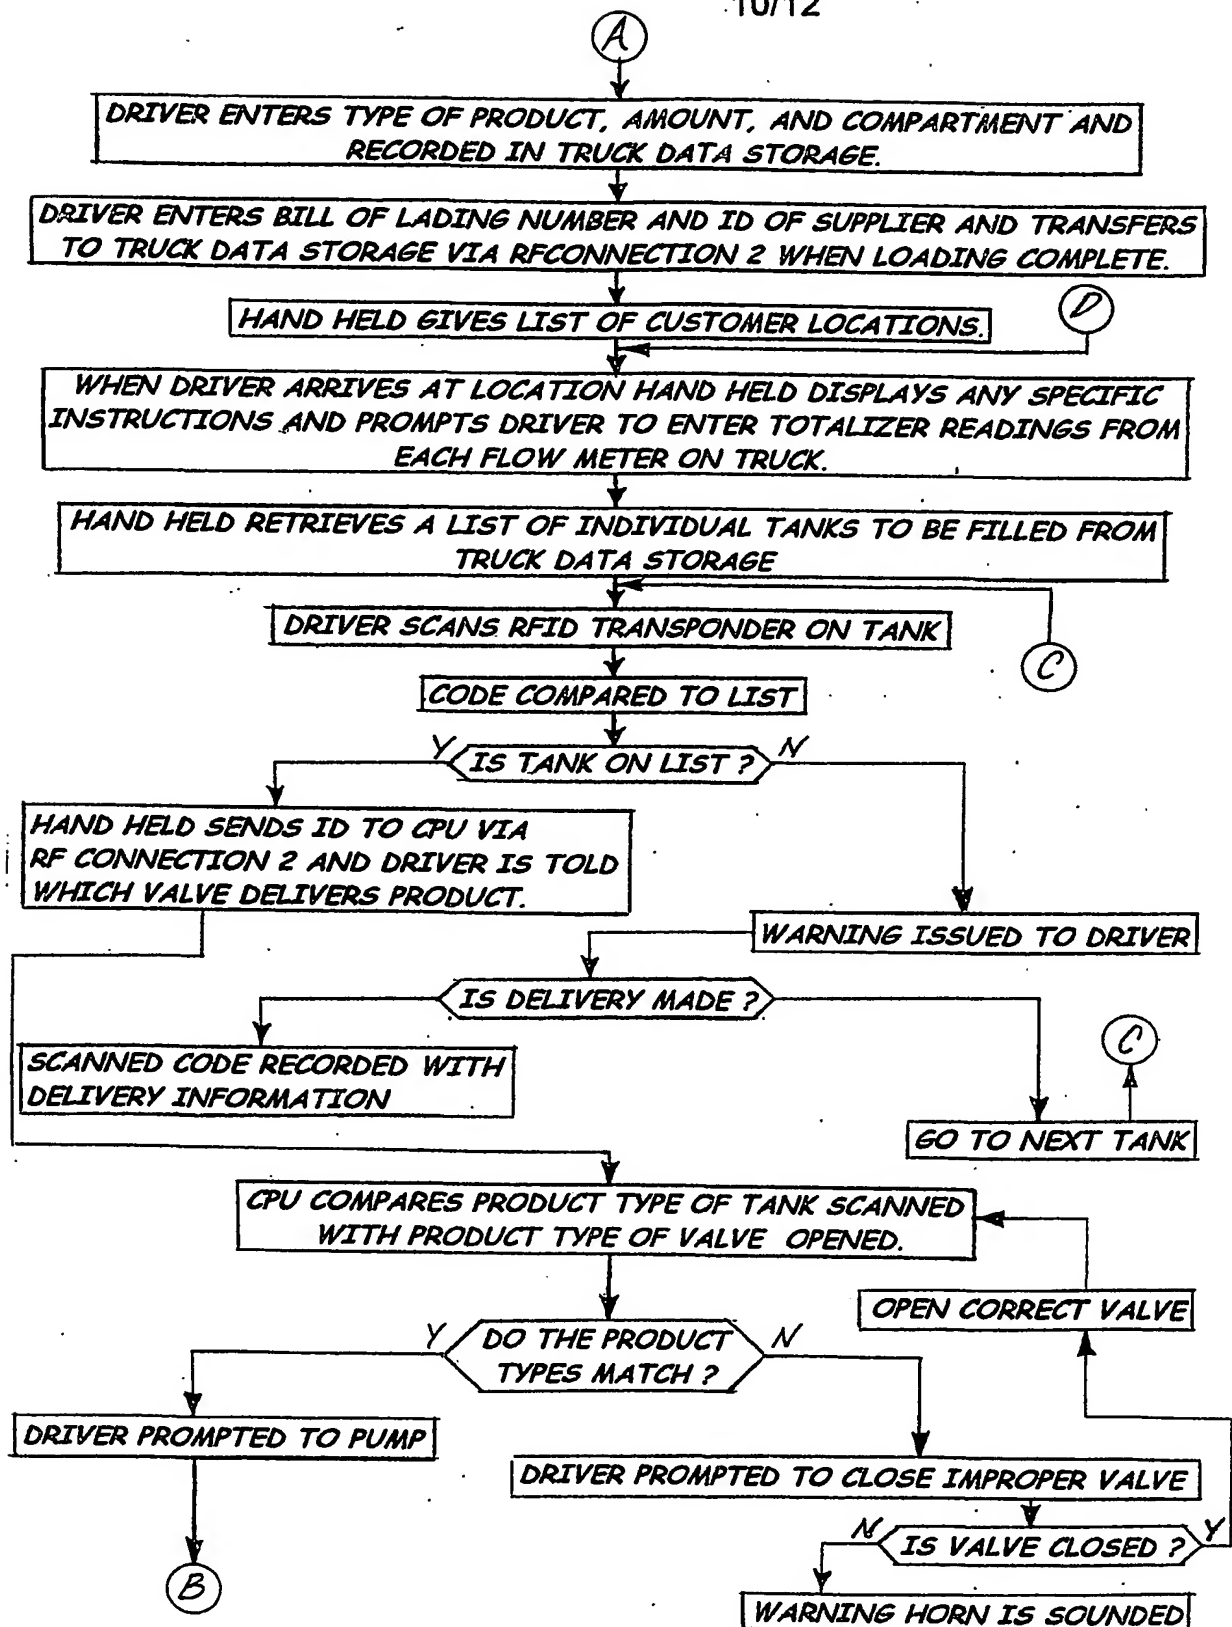 10/12
A
DRIVER ENTERS TYPE OF PRODUCT, AMOUNT, AND COMPARTMENT AND
RECORDED IN TRUCK DATA STORAGE.
DRIVER ENTERS BILL OF LADING NUMBER AND ID OF SUPPLIER AND TRANSFERS
TO TRUCK DATA STORAGE VIA RFCONNECTION 2 WHEN LOADING COMPLETE.
HAND HELD GIVES LIST OF CUSTOMER LOCATIONS.
D
WHEN DRIVER ARRIVES AT LOCATION HAND HELD DISPLAYS ANY SPECIFIC
INSTRUCTIONS AND PROMPTS DRIVER TO ENTER TOTALIZER READINGS FROM
EACH FLOW METER ON TRUCK.
HAND HELD RETRIEVES A LIST OF INDIVIDUAL TANKS TO BE FILLED FROM
TRUCK DATA STORAGE
DRIVER SCANS RFID TRANSPONDER ON TANK
C
CODE COMPARED TO LIST
Y
IS TANK ON LIST ?
N
HAND HELD SENDS ID TO CPU VIA
RF CONNECTION 2 AND DRIVER IS TOLD
WHICH VALVE DELIVERS PRODUCT.
WARNING ISSUED TO DRIVER
IS DELIVERY MADE ?
SCANNED CODE RECORDED WITH
DELIVERY INFORMATION
C
GO TO NEXT TANK
CPU COMPARES PRODUCT TYPE OF TANK SCANNED
WITH PRODUCT TYPE OF VALVE OPENED.
OPEN CORRECT VALVE
Y
DO THE PRODUCT
TYPES MATCH ?
N
DRIVER PROMPTED TO PUMP
DRIVER PROMPTED TO CLOSE IMPROPER VALVE
N
IS VALVE CLOSED ?
Y
B
WARNING HORN IS SOUNDED